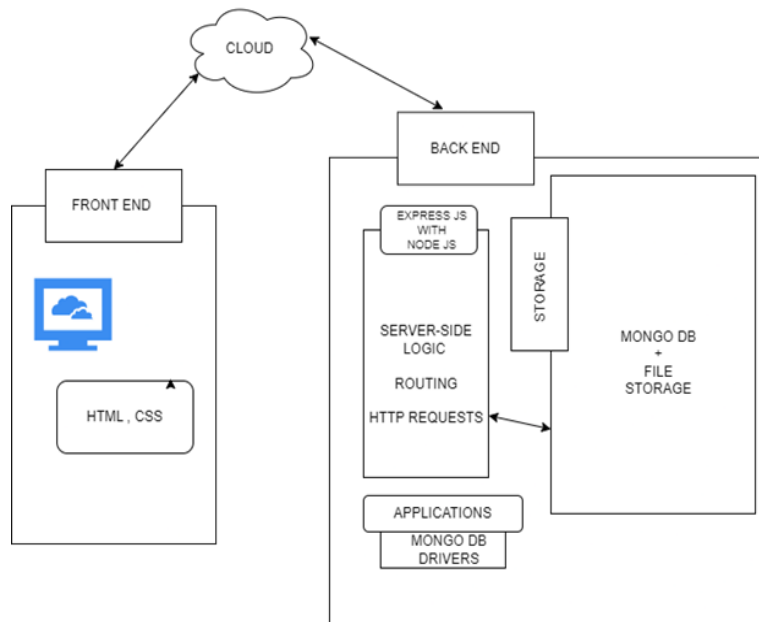 CLOUD
BACK END
FRONT END
EXPRESS JS
WITH
NODE JS
SERVER-SIDE
LOGIC
ROUTING
HTTP REQUESTS
STORAGE
MONGO DB
+
FILE
STORAGE
HTML , CSS
APPLICATIONS
MONGO DB
DRIVERS